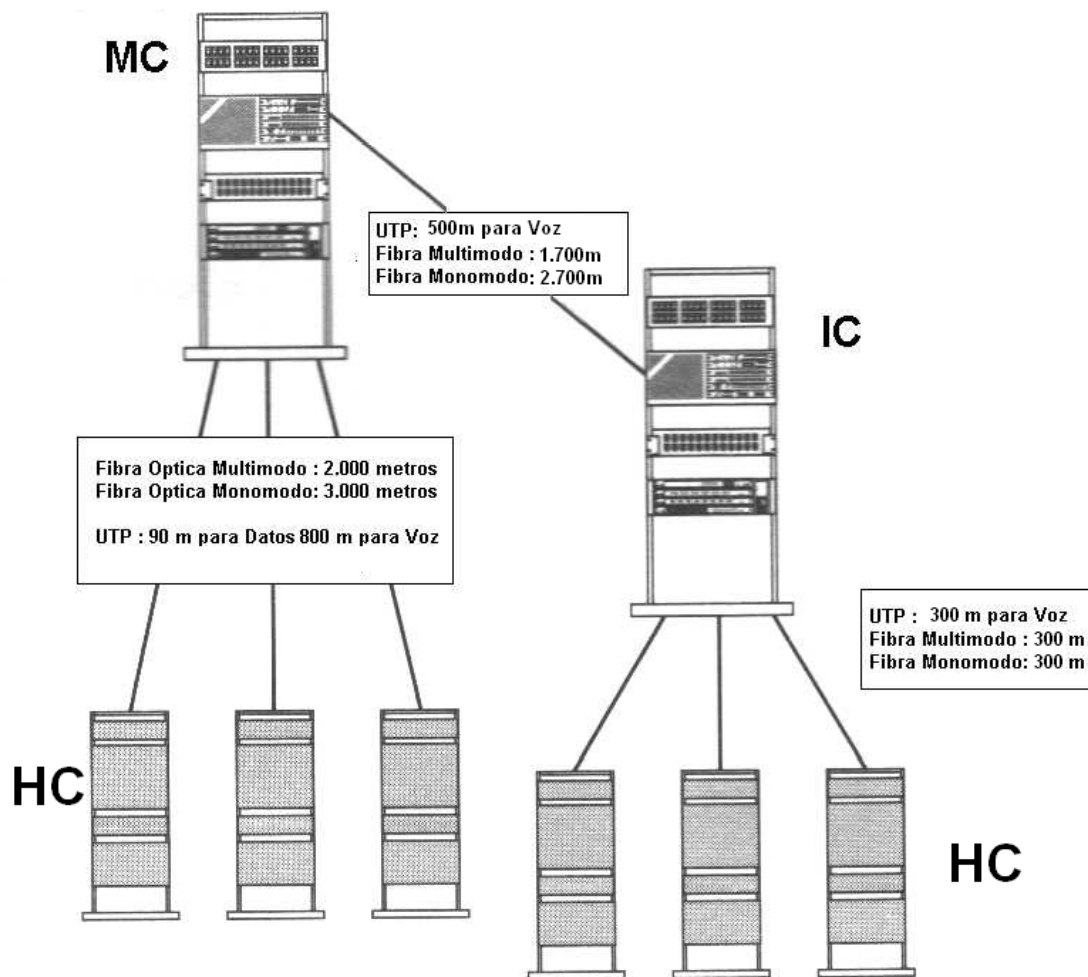 MC
UTP: 500m para Voz
Fibra Multimodo : 1.700m
Fibra Monomodo: 2.700m
IC
Fibra Optica Multimodo : 2.000 metros
Fibra Optica Monomodo: 3.000 metros
UTP : 90 m para Datos 800 m para Voz
UTP : 300 m para Voz
Fibra Multimodo : 300 m
Fibra Monomodo: 300 m
HC
HC